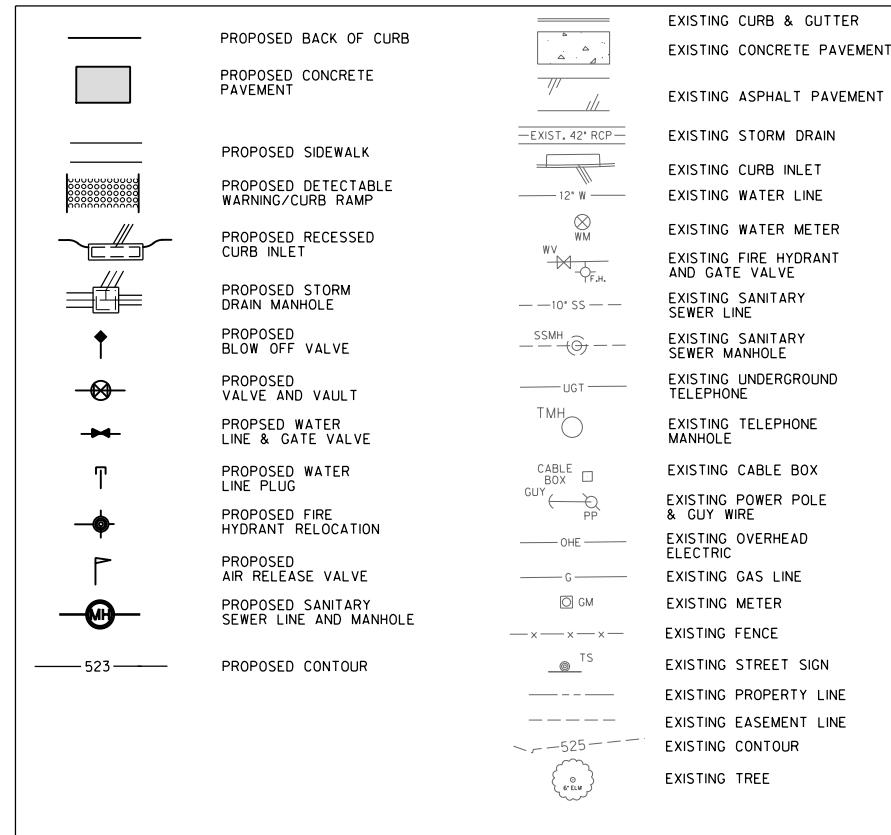 PROPOSED BACK OF CURB
PROPOSED CONCRETE
PAVEMENT
PROPOSED SIDEWALK
PROPOSED DETECTABLE
WARNING/CURB RAMP
PROPOSED RECESSED
CURB INLET
PROPOSED STORM
DRAIN MANHOLE
PROPOSED
BLOW OFF VALVE
PROPOSED
VALVE AND VAULT
PROPSED WATER
LINE & GATE VALVE
PROPOSED WATER
LINE PLUG
PROPOSED FIRE
HYDRANT RELOCATION
PROPOSED
AIR RELEASE VALVE
MH
PROPOSED SANITARY
SEWER LINE AND MANHOLE
523
PROPOSED CONTOUR
EXISTING CURB & GUTTER
EXISTING CONCRETE PAVEMENT
EXISTING ASPHALT PAVEMENT
EXIST. 42" RCP
EXISTING STORM DRAIN
EXISTING CURB INLET
12" W
EXISTING WATER LINE
WM
EXISTING WATER METER
WV
F.H.
EXISTING FIRE HYDRANT
AND GATE VALVE
10" SS
EXISTING SANITARY
SEWER LINE
SSMH
EXISTING SANITARY
SEWER MANHOLE
UGT
EXISTING UNDERGROUND
TELEPHONE
TMH
EXISTING TELEPHONE
MANHOLE
CABLE
BOX
EXISTING CABLE BOX
GUY
PP
EXISTING POWER POLE
& GUY WIRE
OHE
EXISTING OVERHEAD
ELECTRIC
G
EXISTING GAS LINE
GM
EXISTING METER
x x x
EXISTING FENCE
TS
EXISTING STREET SIGN
EXISTING PROPERTY LINE
EXISTING EASEMENT LINE
525
EXISTING CONTOUR
6" ELM
EXISTING TREE